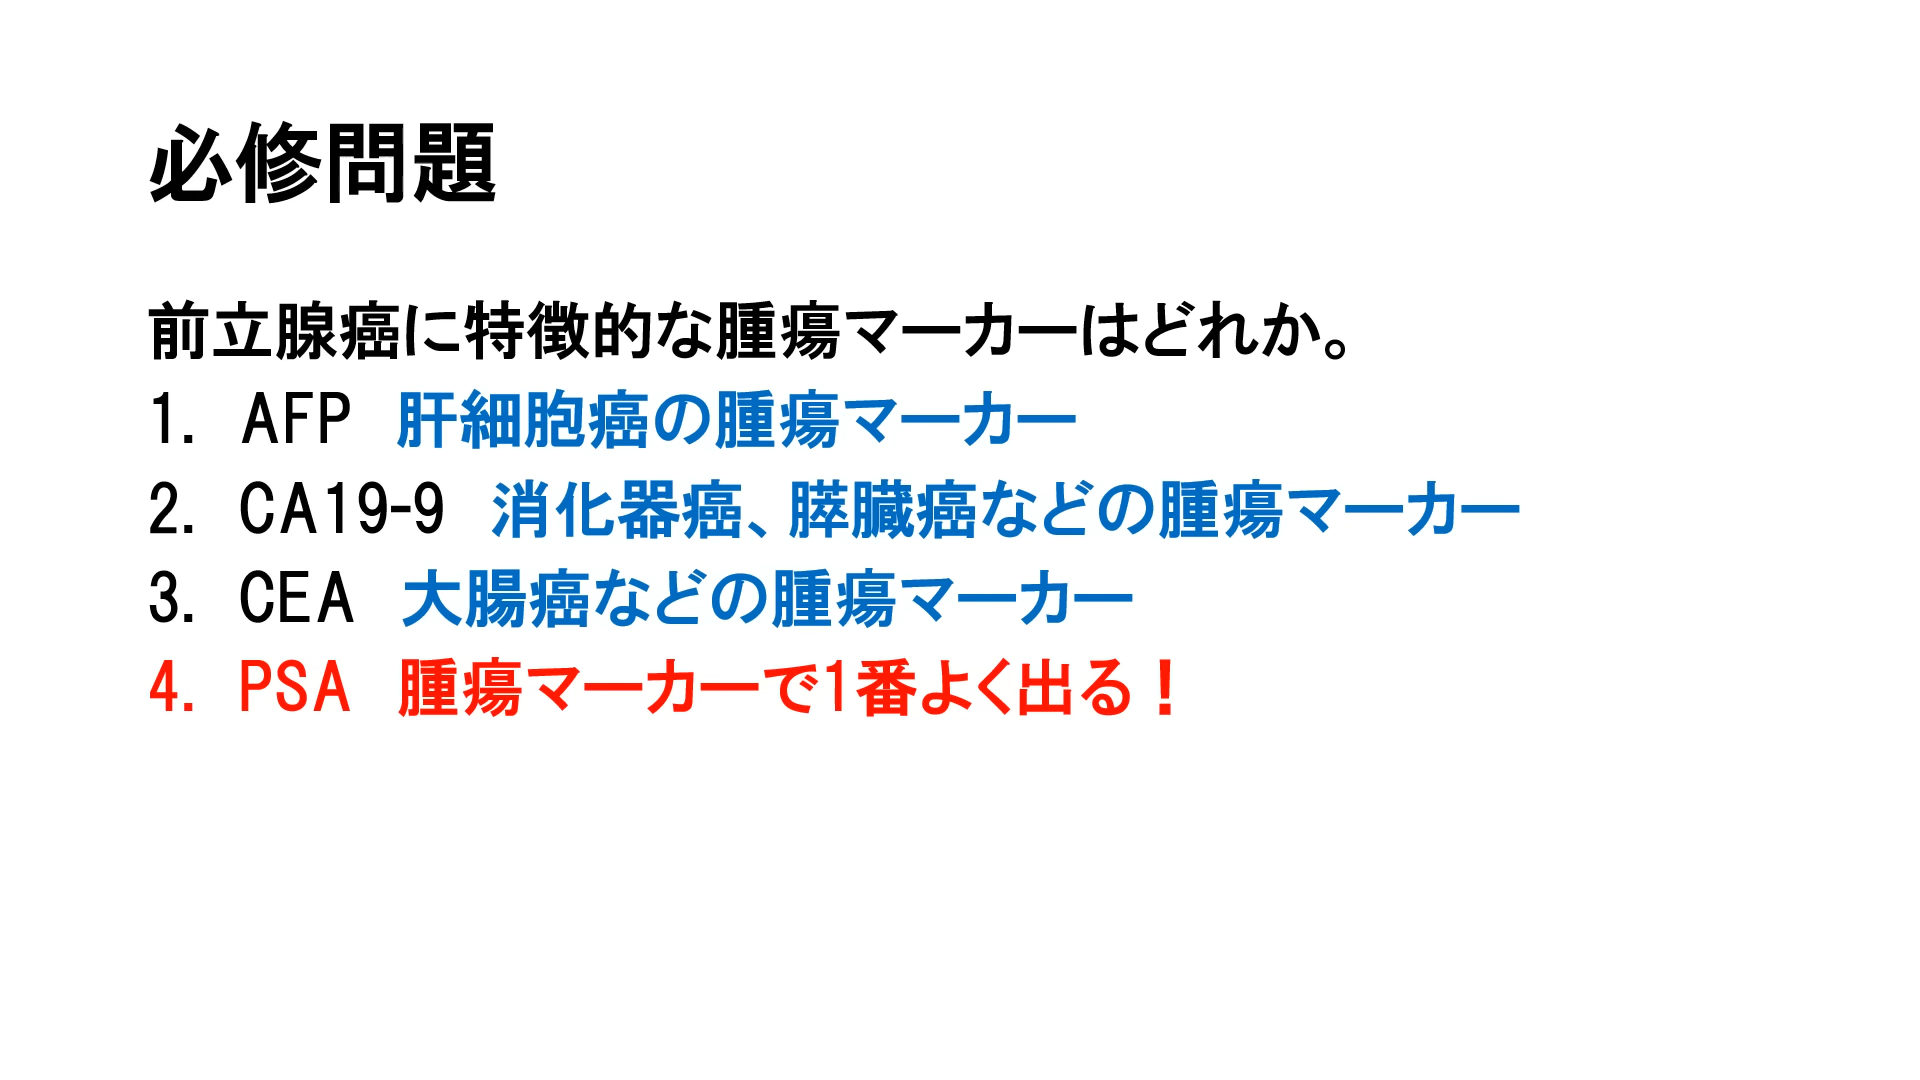 必修問題
前立腺癌に特徴的な腫瘍マーカーはどれか。
1. AFP 肝細胞癌の腫瘍マーカー
2. CA19-9 消化器癌、膵臓癌などの腫瘍マーカー
3. CEA 大腸癌などの腫瘍マーカー
4. PSA 腫瘍マーカーで1番よく出る！